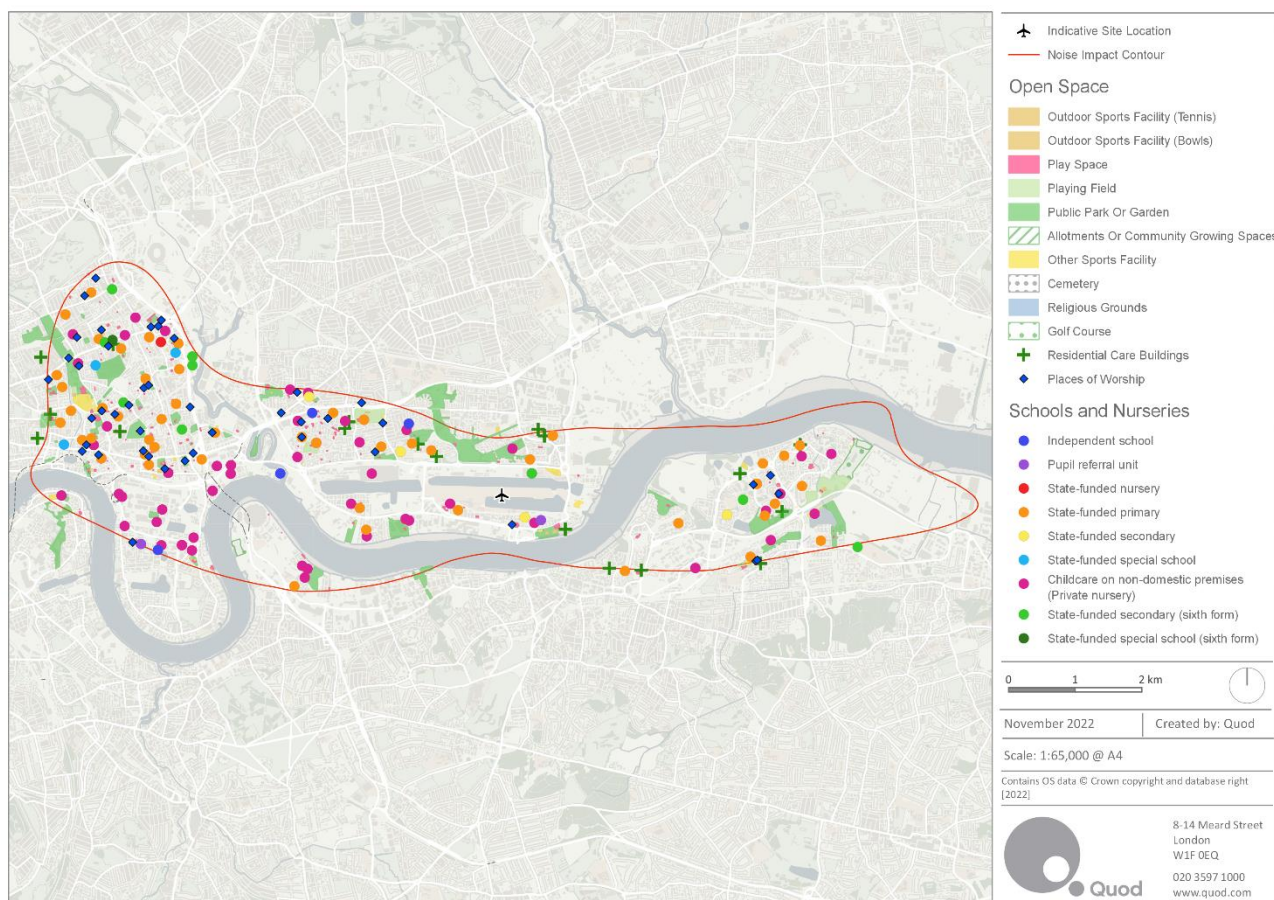 Indicative Site Location
Noise Impact Contour
Open Space
Outdoor Sports Facility (Tennis)
Outdoor Sports Facility (Bowls)
Play Space
Playing Field
Public Park Or Garden
Allotments Or Community Growing Spaces
Other Sports Facility
Cemetery
Religious Grounds
Golf Course
Residential Care Buildings
Places of Worship
Schools and Nurseries
Independent school
Pupil referral unit
State-funded nursery
State-funded primary
State-funded secondary
State-funded special school
Childcare on non-domestic premises
(Private nursery)
State-funded secondary (sixth form)
State-funded special school (sixth form)
0 1 2 km
November 2022 Created by: Quod
Scale: 1:65,000 @ A4
Contains OS data © Crown copyright and database right
[2022]
8-14 Meard Street
London
W1F 0EQ
020 3597 1000
www.quod.com
Quod